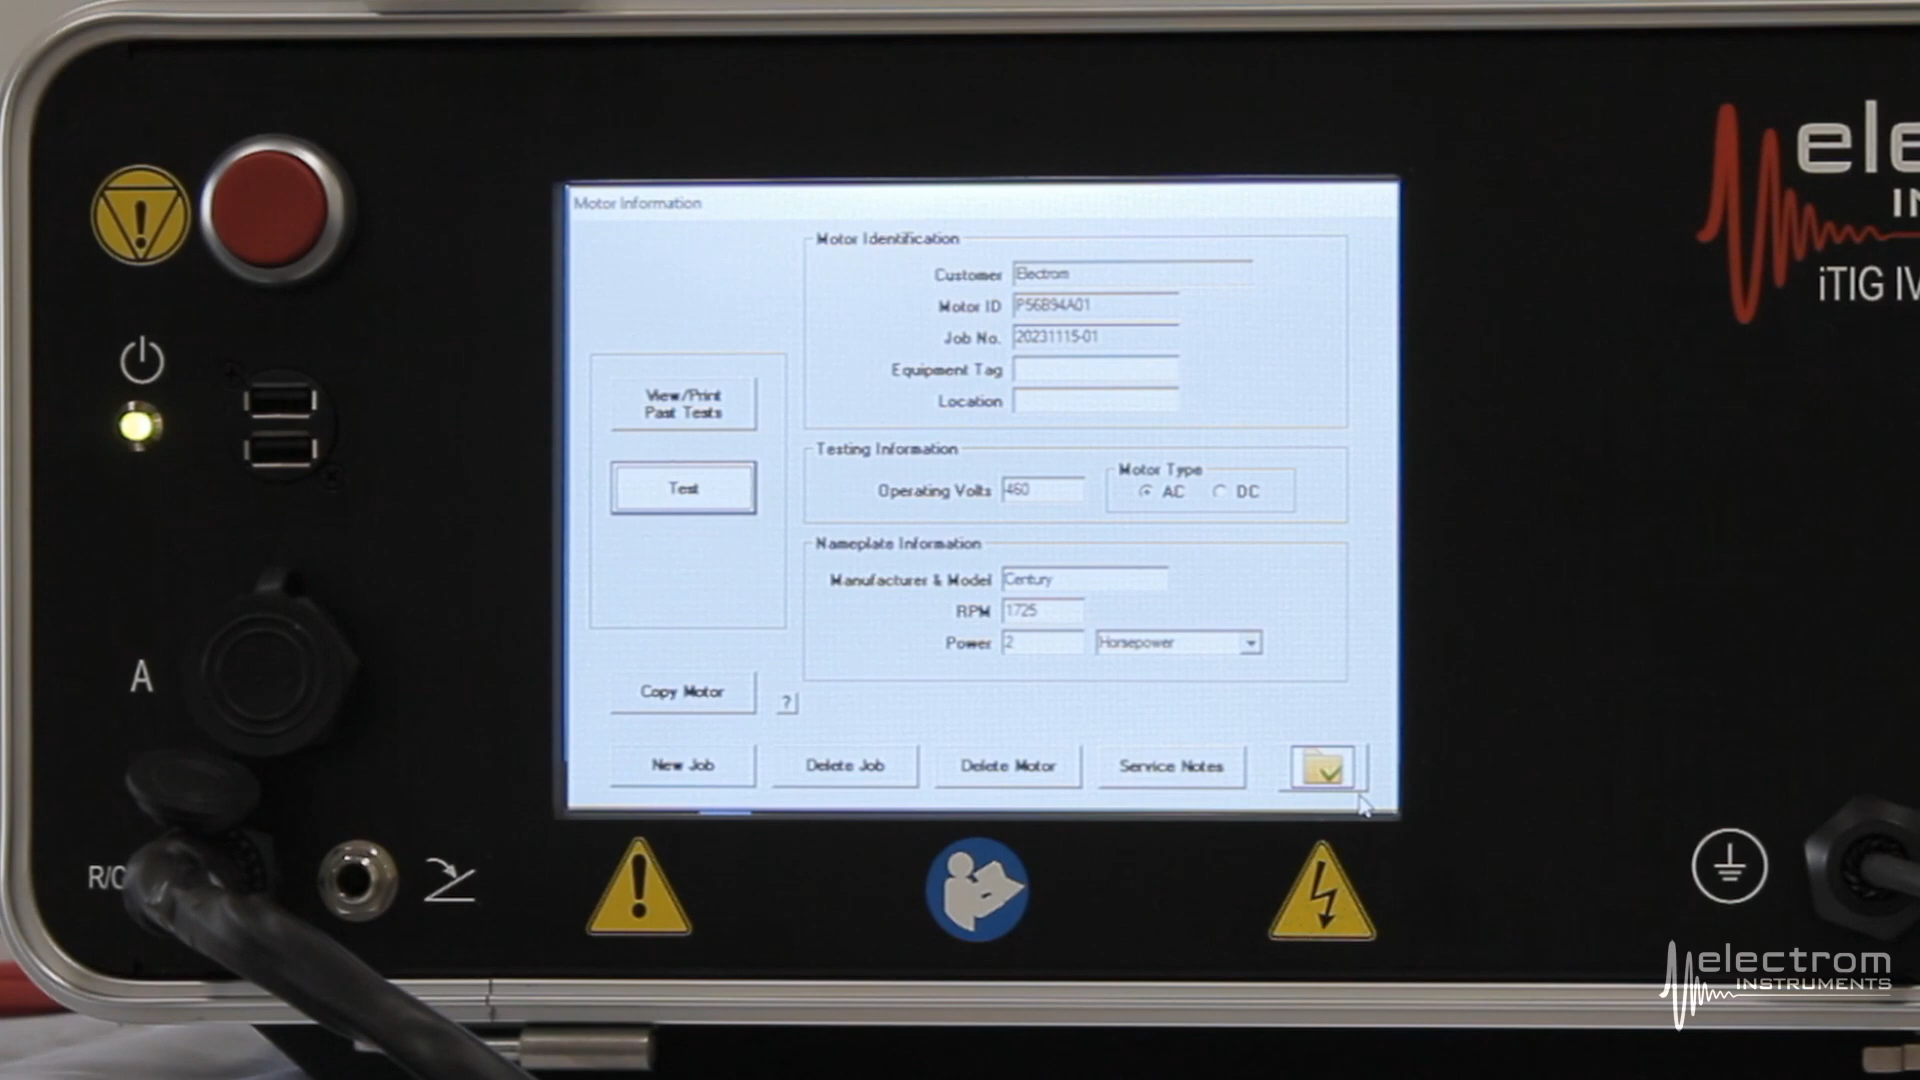 Motor Information
Motor Identification
Customer Electrom
Motor ID P56B94A01
Job No. 20231115-01
Equipment Tag
Location
View/Print
Past Tests
Test
Testing Information
Operating Volts 460
Motor Type
AC DC
Nameplate Information
Manufacturer & Model Century
RPM 1725
Power 2 Horsepower
Copy Motor ?
New Job Delete Job Delete Motor Service Notes
A
R/C
ele
IN
iTIG IV
electrom
INSTRUMENTS